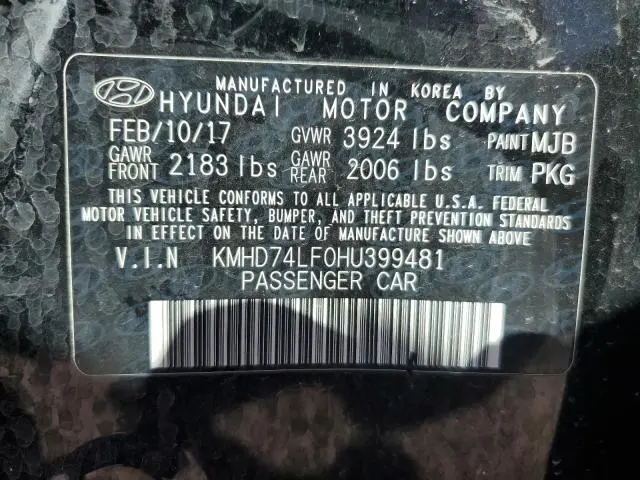 MANUFACTURED IN KOREA BY
HYUNDAI MOTOR COMPANY
FEB/10/17 GVWR 3924 lbs PAINT MJB
GAWR FRONT 2183 lbs GAWR REAR 2006 lbs TRIM PKG
THIS VEHICLE CONFORMS TO ALL APPLICABLE U.S.A. FEDERAL
MOTOR VEHICLE SAFETY, BUMPER, AND THEFT PREVENTION STANDARDS
IN EFFECT ON THE DATE OF MANUFACTURE SHOWN ABOVE
V.I.N KMHD74LF0HU399481
PASSENGER CAR